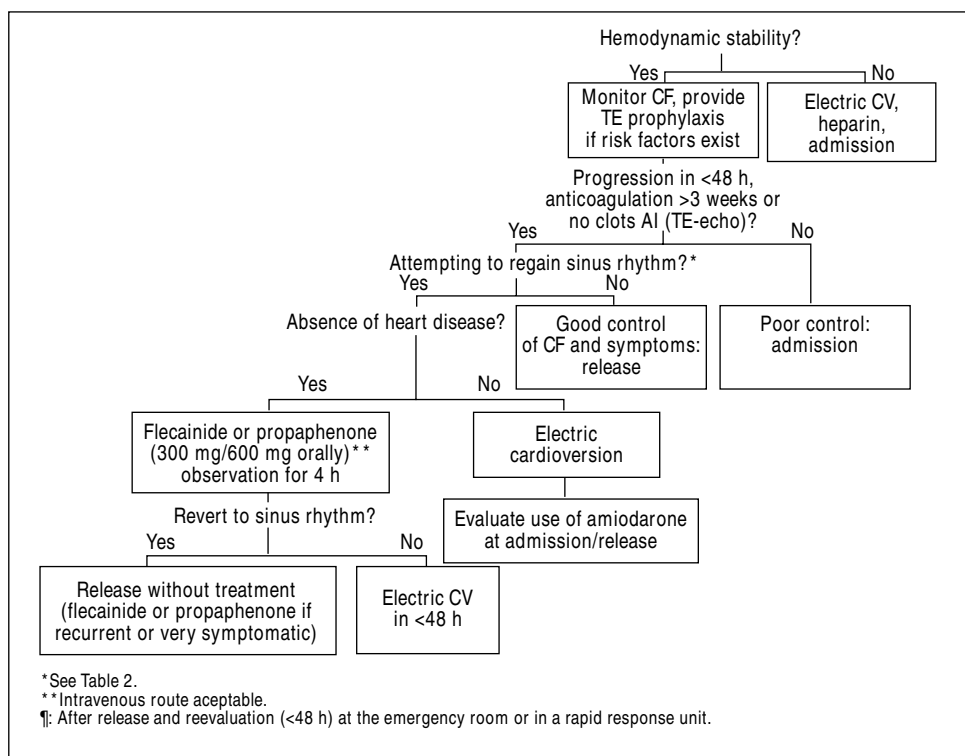 Hemodynamic stability?
Yes
No
Monitor CF, provide
TE prophylaxis
if risk factors exist
Electric CV,
heparin,
admission
Progression in <48 h,
anticoagulation >3 weeks or
no clots AI (TE-echo)?
Yes
No
Attempting to regain sinus rhythm?*
Yes
No
Absence of heart disease?
Good control
of CF and symptoms:
release
Poor control:
admission
Yes
No
Flecainide or propaphenone
(300 mg/600 mg orally)**
observation for 4 h
Electric
cardioversion
Revert to sinus rhythm?
Evaluate use of amiodarone
at admission/release
Yes
No
Release without treatment
(flecainide or propaphenone if
recurrent or very symptomatic)
Electric CV
in <48 h
*See Table 2.
**Intravenous route aceptable.
¶: After release and reevaluation (<48 h) at the emergency room or in a rapid response unit.